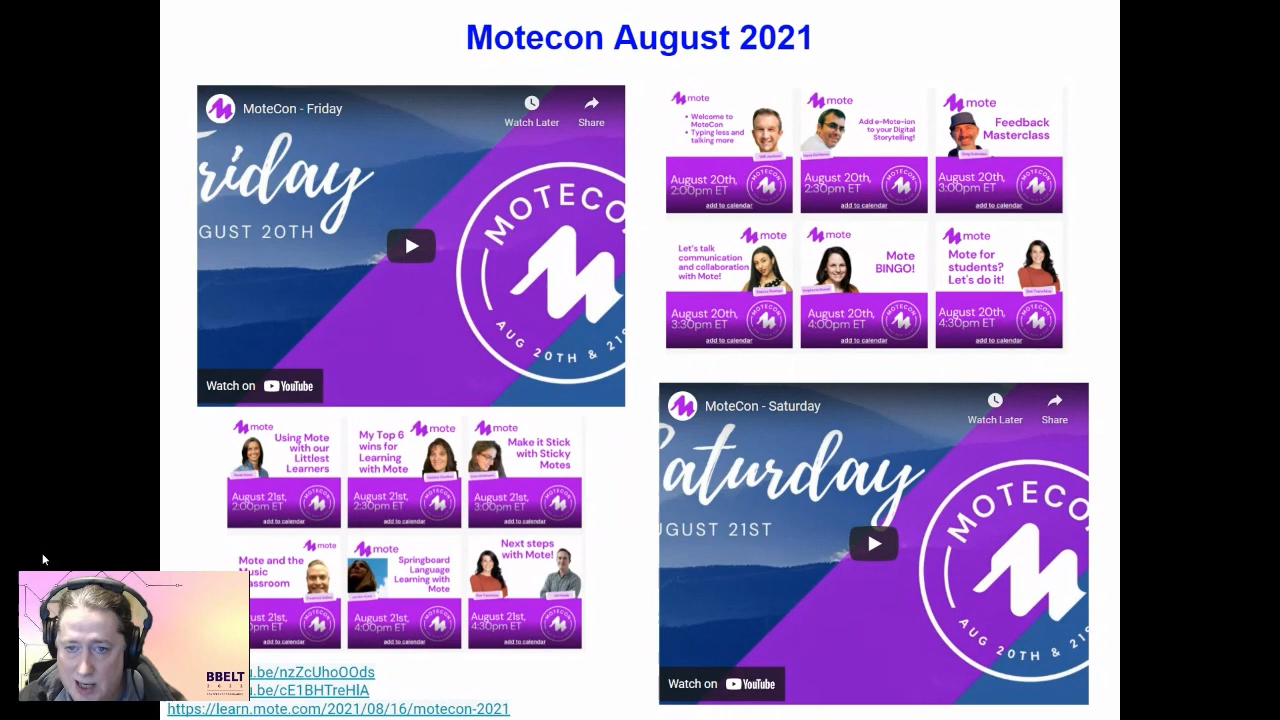 Motecon August 2021
MoteCon - Friday
Watch Later
Share
riday
GUST 20TH
MOTECON
AUG 20TH & 21S
Watch on YouTube
mote
Welcome to
MoteCon
Typing less and
talking more
August 20th,
2:00pm ET
add to calendar
mote
Add e-Mote-ion
to your Digital
Storytelling!
August 20th,
2:30pm ET
add to calendar
mote
Feedback
Masterclass
August 20th,
3:00pm ET
add to calendar
mote
Let's talk
communication
and collaboration
with Mote!
August 20th,
3:30pm ET
add to calendar
mote
Mote
BINGO!
August 20th,
4:00pm ET
add to calendar
mote
Mote for
students?
Let's do it!
August 20th,
4:30pm ET
add to calendar
mote
Using Mote
with our
Littlest
Learners
August 21st,
2:00pm ET
add to calendar
mote
My Top 6
wins for
Learning
with Mote
August 21st,
2:30pm ET
add to calendar
mote
Make it Stick
with Sticky
Motes
August 21st,
3:00pm ET
add to calendar
mote
Mote and the
Music
assroom
21st,
0pm ET
add to calendar
mote
Springboard
Language
Learning with
Mote
August 21st,
4:00pm ET
add to calendar
Next steps
with Mote!
August 21st,
4:30pm ET
add to calendar
MoteCon - Saturday
Watch Later
Share
aturday
UGUST 21ST
MOTECO
AUG 20TH & 21
Watch on YouTube
BBELT
u.be/nzZcUhoOOds
u.be/cE1BHTreHlA
https://learn.mote.com/2021/08/16/motecon-2021